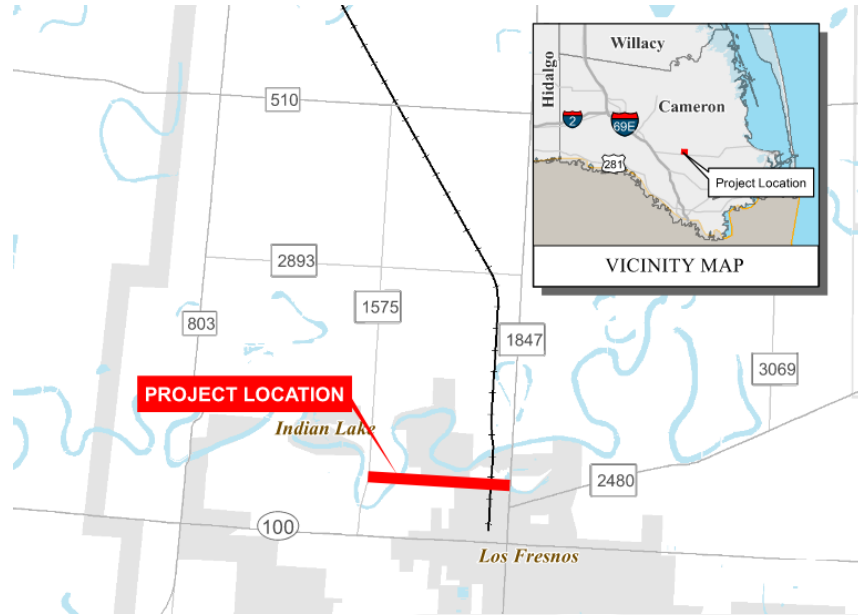 510
2893
1575
803
1847
3069
PROJECT LOCATION
Indian Lake
2480
100
Los Fresnos
Willacy
Hidalgo
Cameron
2
69E
281
Project Location
VICINITY MAP